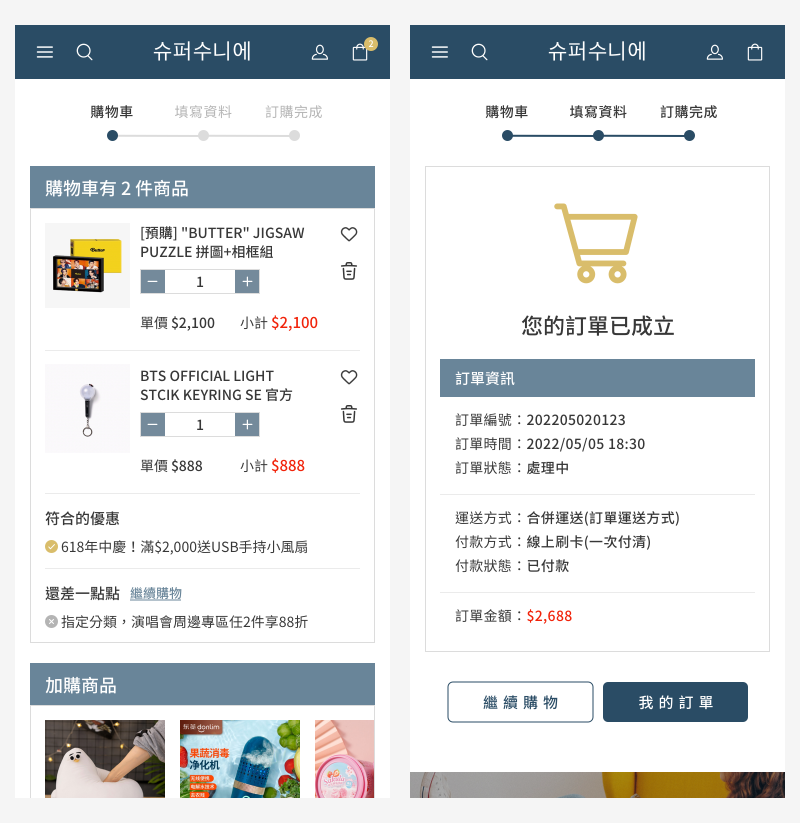 슈퍼수니에
2
購物車
填寫資料
訂購完成
購物車有 2 件商品
[預購] "BUTTER" JIGSAW
PUZZLE 拼圖+相框組
− 1 +
單價 $2,100 小計 $2,100
BTS OFFICIAL LIGHT
STCIK KEYRING SE 官方
− 1 +
單價 $888 小計 $888
符合的優惠
618年中慶！滿$2,000送USB手持小風扇
還差一點點 繼續購物
指定分類，演唱會周邊專區任2件享88折
加購商品
donlim
果蔬消毒
净化机
슈퍼수니에
購物車
填寫資料
訂購完成
您的訂單已成立
訂單資訊
訂單編號：202205020123
訂單時間：2022/05/05 18:30
訂單狀態：處理中
運送方式：合併運送(訂單運送方式)
付款方式：線上刷卡(一次付清)
付款狀態：已付款
訂單金額：$2,688
繼續購物
我的訂單